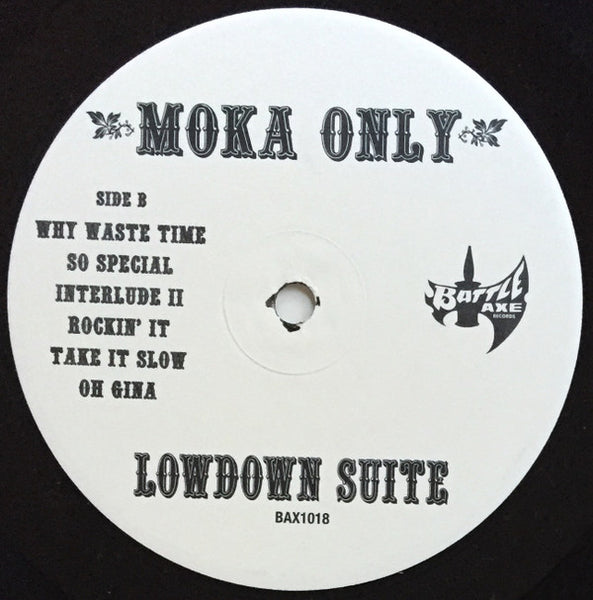 MOKA ONLY
SIDE B
WHY WASTE TIME
SO SPECIAL
INTERLUDE II
ROCKIN' IT
TAKE IT SLOW
OH GINA
BATTLE
AXE
RECORDS
LOWDOWN SUITE
BAX1018